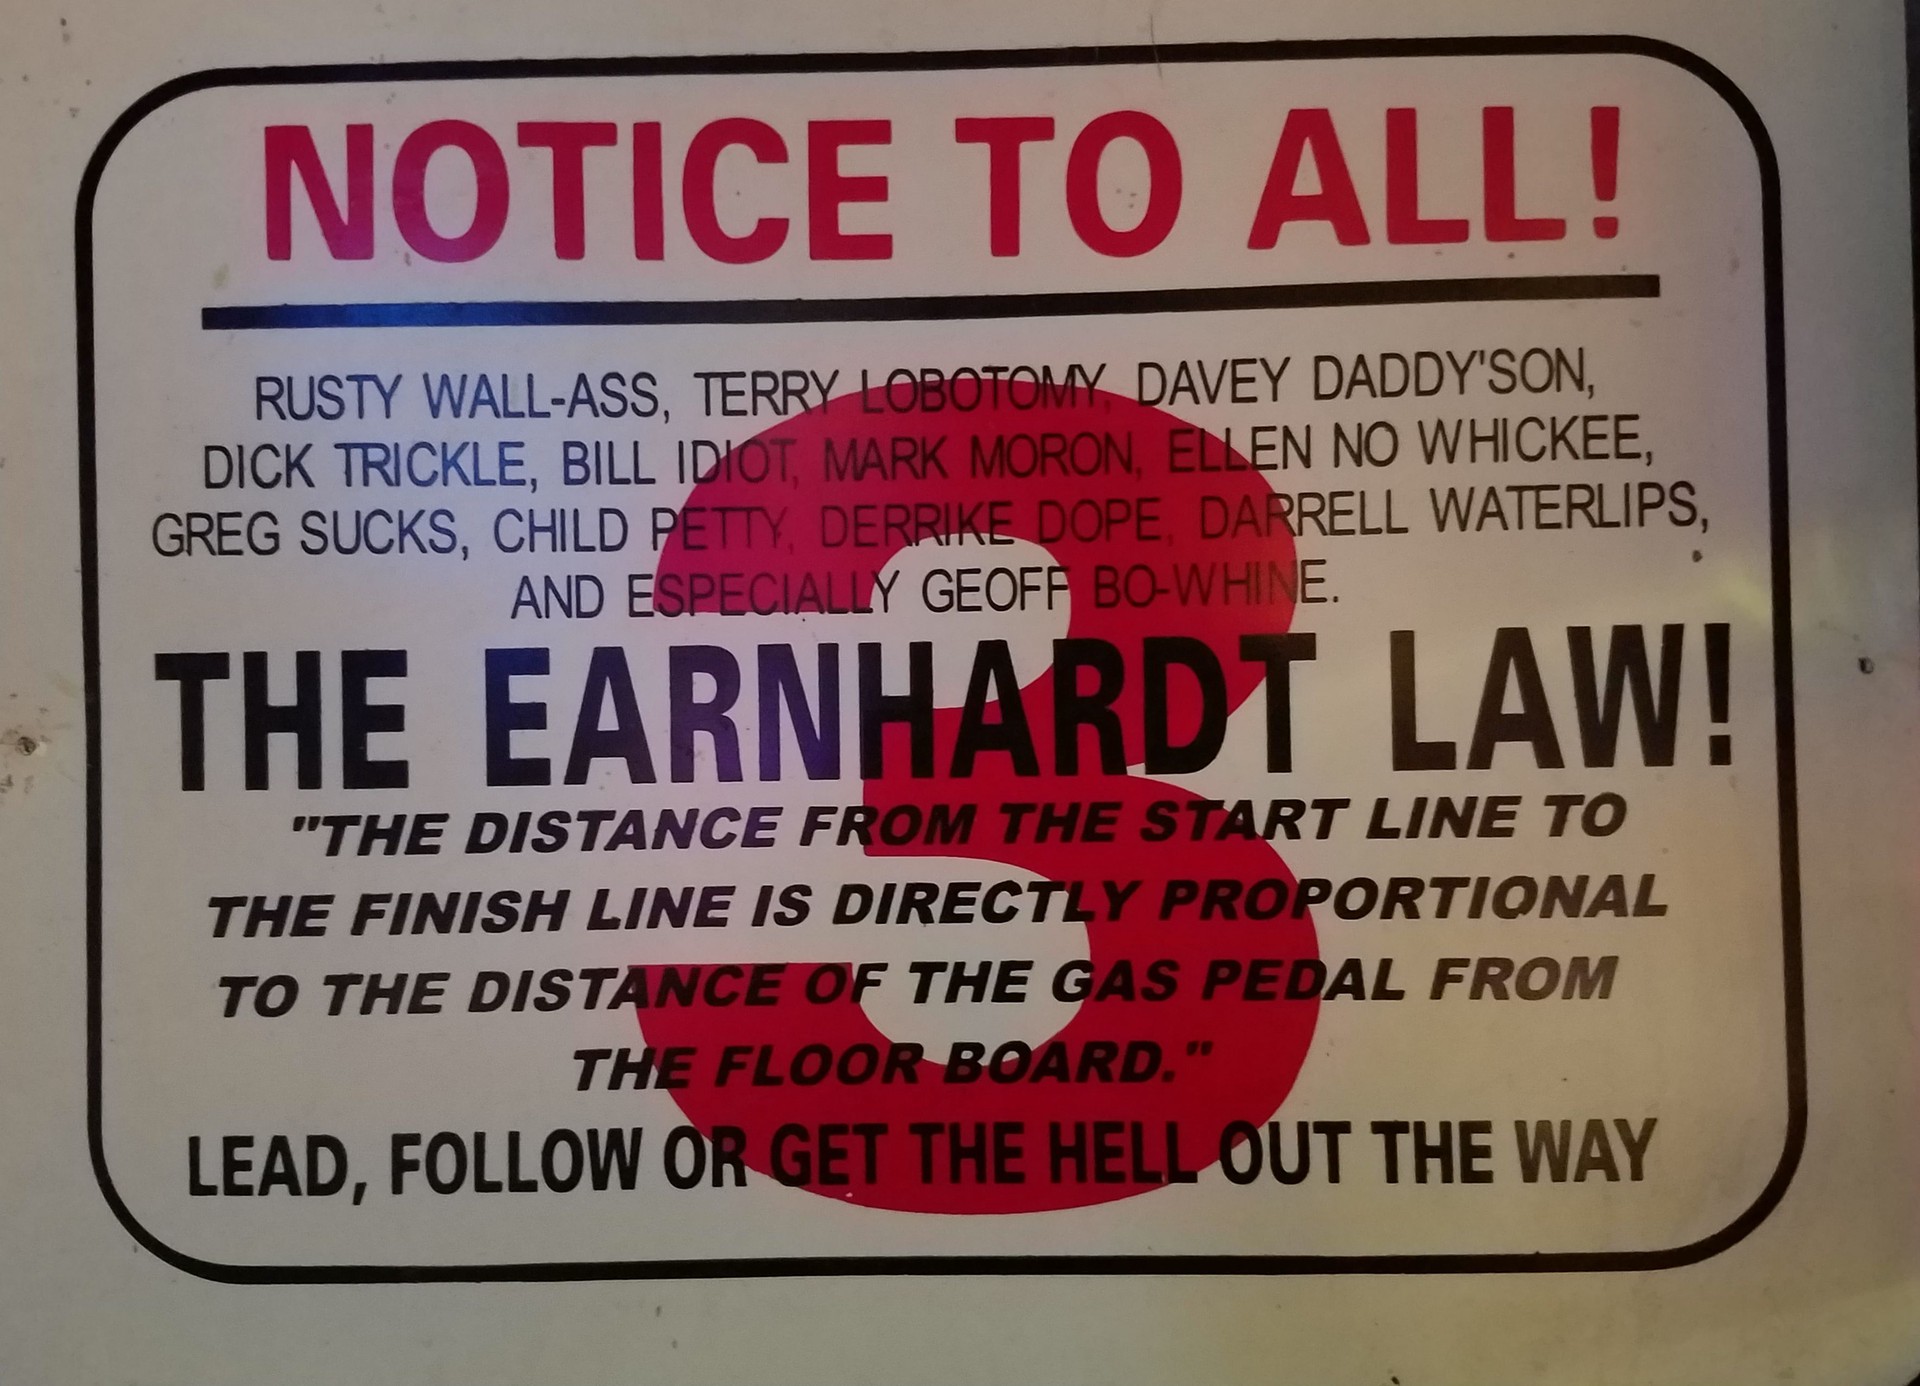 NOTICE TO ALL!
RUSTY WALL-ASS, TERRY LOBOTOMY, DAVEY DADDY'SON,
DICK TRICKLE, BILL IDIOT, MARK MORON, ELLEN NO WHICKEE,
GREG SUCKS, CHILD PETTY, DERRIKE DOPE, DARRELL WATERLIPS,
AND ESPECIALLY GEOFF BO-WHINE.
3
THE EARNHARDT LAW!
"THE DISTANCE FROM THE START LINE TO
THE FINISH LINE IS DIRECTLY PROPORTIONAL
TO THE DISTANCE OF THE GAS PEDAL FROM
THE FLOOR BOARD."
LEAD, FOLLOW OR GET THE HELL OUT THE WAY